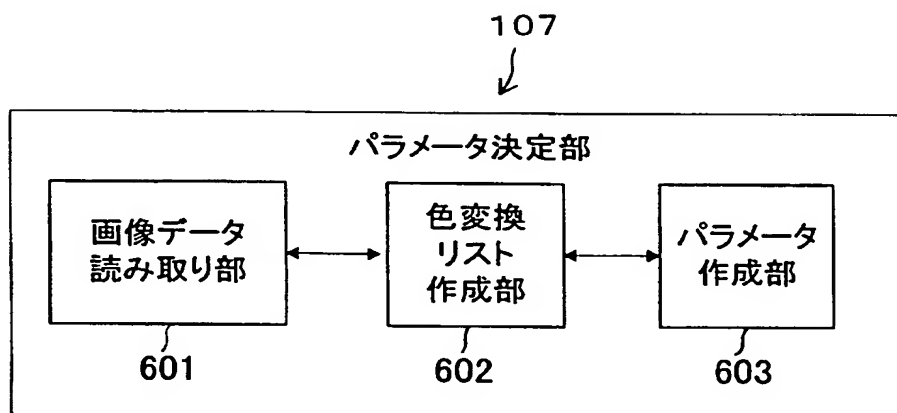 107
パラメータ決定部
画像データ
読み取り部
色変換
リスト
作成部
パラメータ
作成部
601
602
603